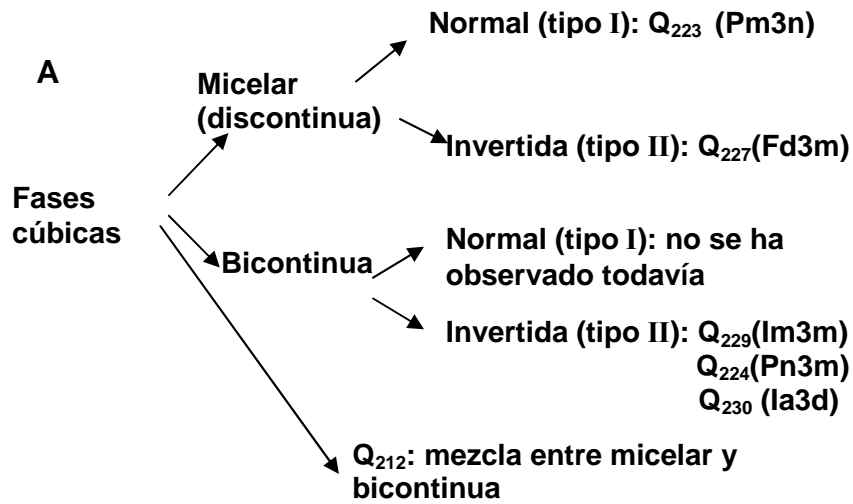 Normal (tipo I): Q₂₂₃ (Pm3n)
A
Micelar
(discontinua)
Invertida (tipo II): Q₂₂₇(Fd3m)
Fases
cúbicas
Bicontinua
Normal (tipo I): no se ha
observado todavía
Invertida (tipo II): Q₂₂₉(Im3m)
Q₂₂₄(Pn3m)
Q₂₃₀ (Ia3d)
Q₂₁₂: mezcla entre micelar y
bicontinua